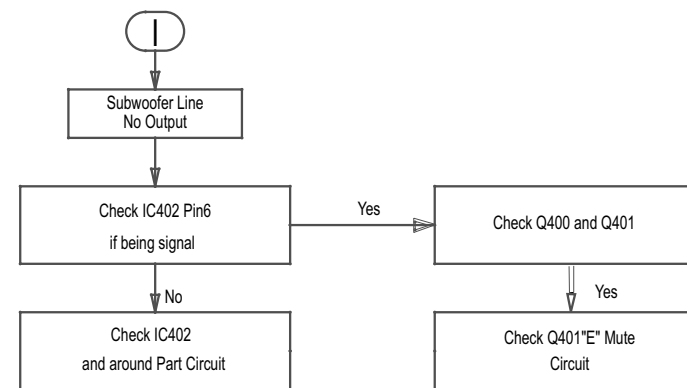 I
Subwoofer Line
No Output
Check IC402 Pin6
if being signal
Yes
Check Q400 and Q401
No
Yes
Check IC402
and around Part Circuit
Check Q401"E" Mute
Circuit